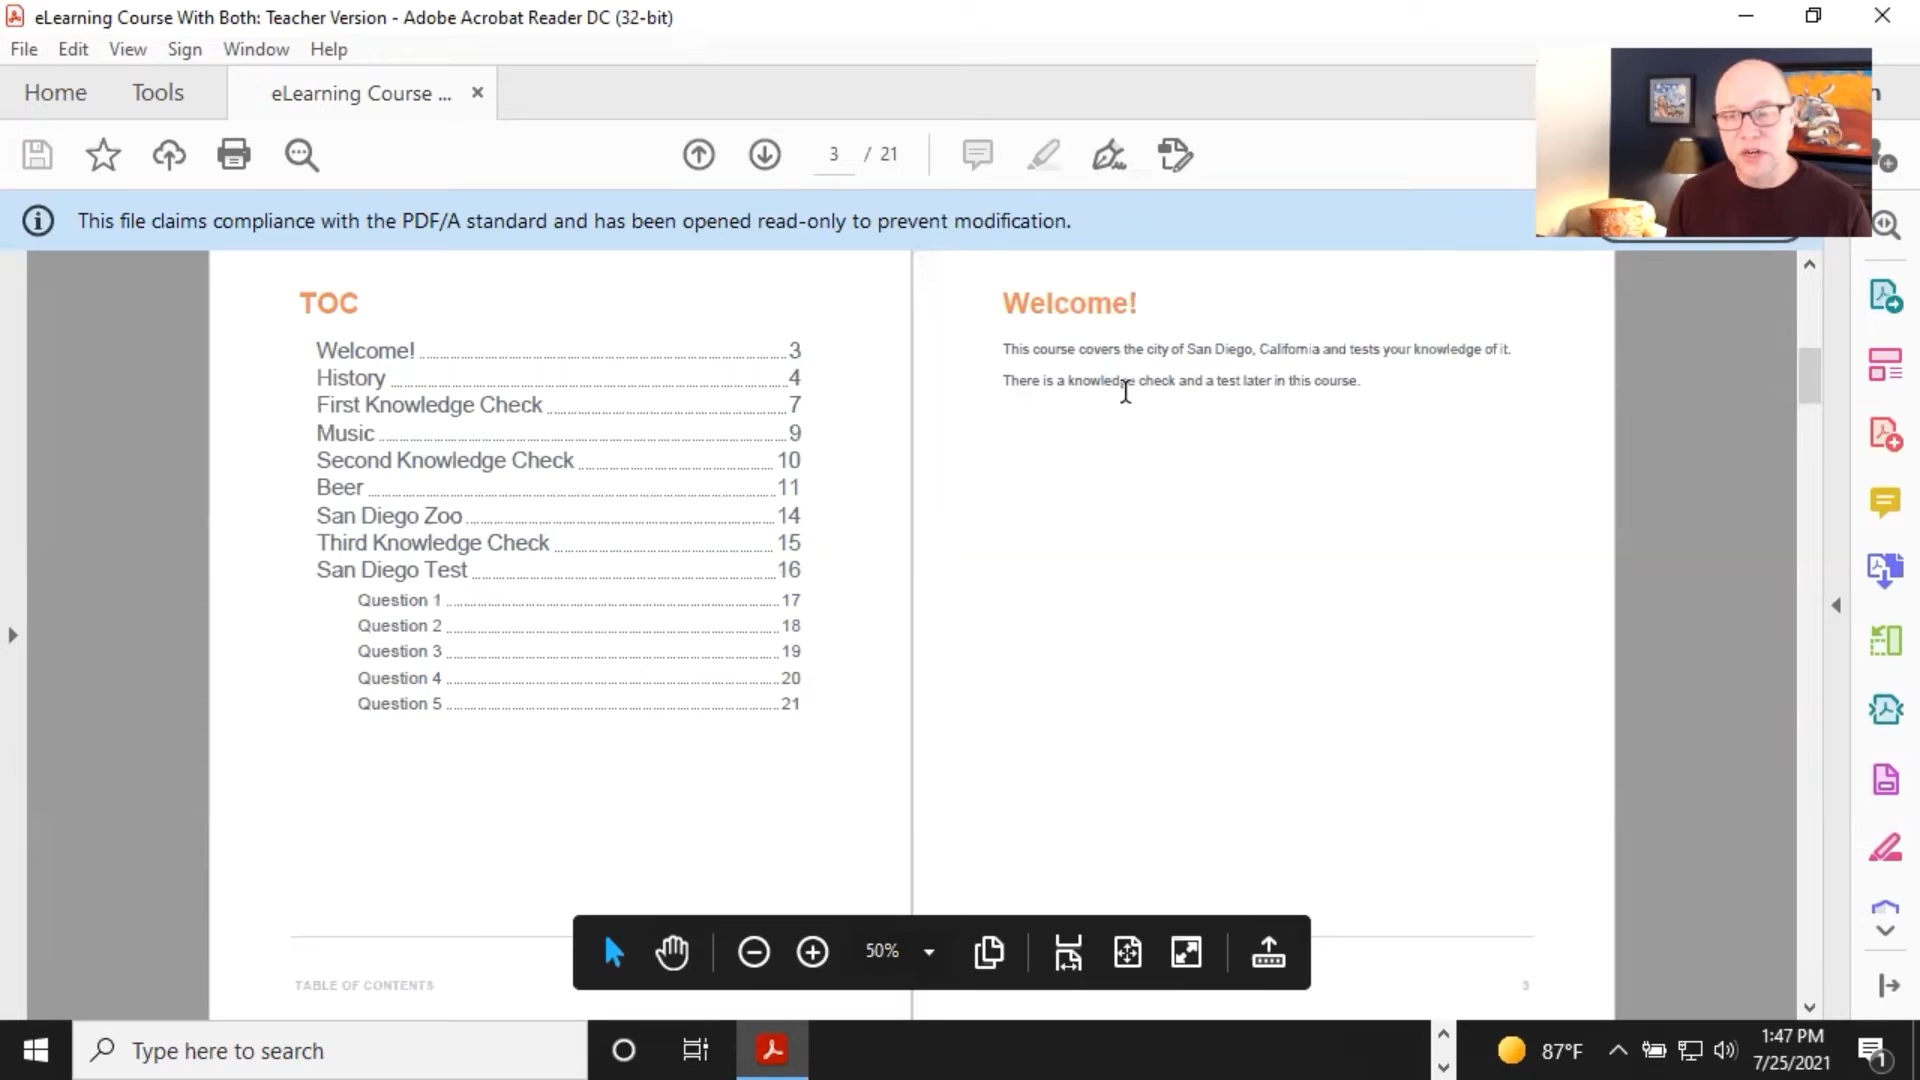 eLearning Course With Both: Teacher Version - Adobe Acrobat Reader DC (32-bit)
File Edit View Sign Window Help
Home Tools eLearning Course ... ×
3 / 21
This file claims compliance with the PDF/A standard and has been opened read-only to prevent modification.
TOC
Welcome! 3
History 4
First Knowledge Check 7
Music 9
Second Knowledge Check 10
Beer 11
San Diego Zoo 14
Third Knowledge Check 15
San Diego Test 16
Question 1 17
Question 2 18
Question 3 19
Question 4 20
Question 5 21
TABLE OF CONTENTS
Welcome!
This course covers the city of San Diego, California and tests your knowledge of it.
There is a knowledge check and a test later in this course.
3
50%
Type here to search
87°F
1:47 PM
7/25/2021
1